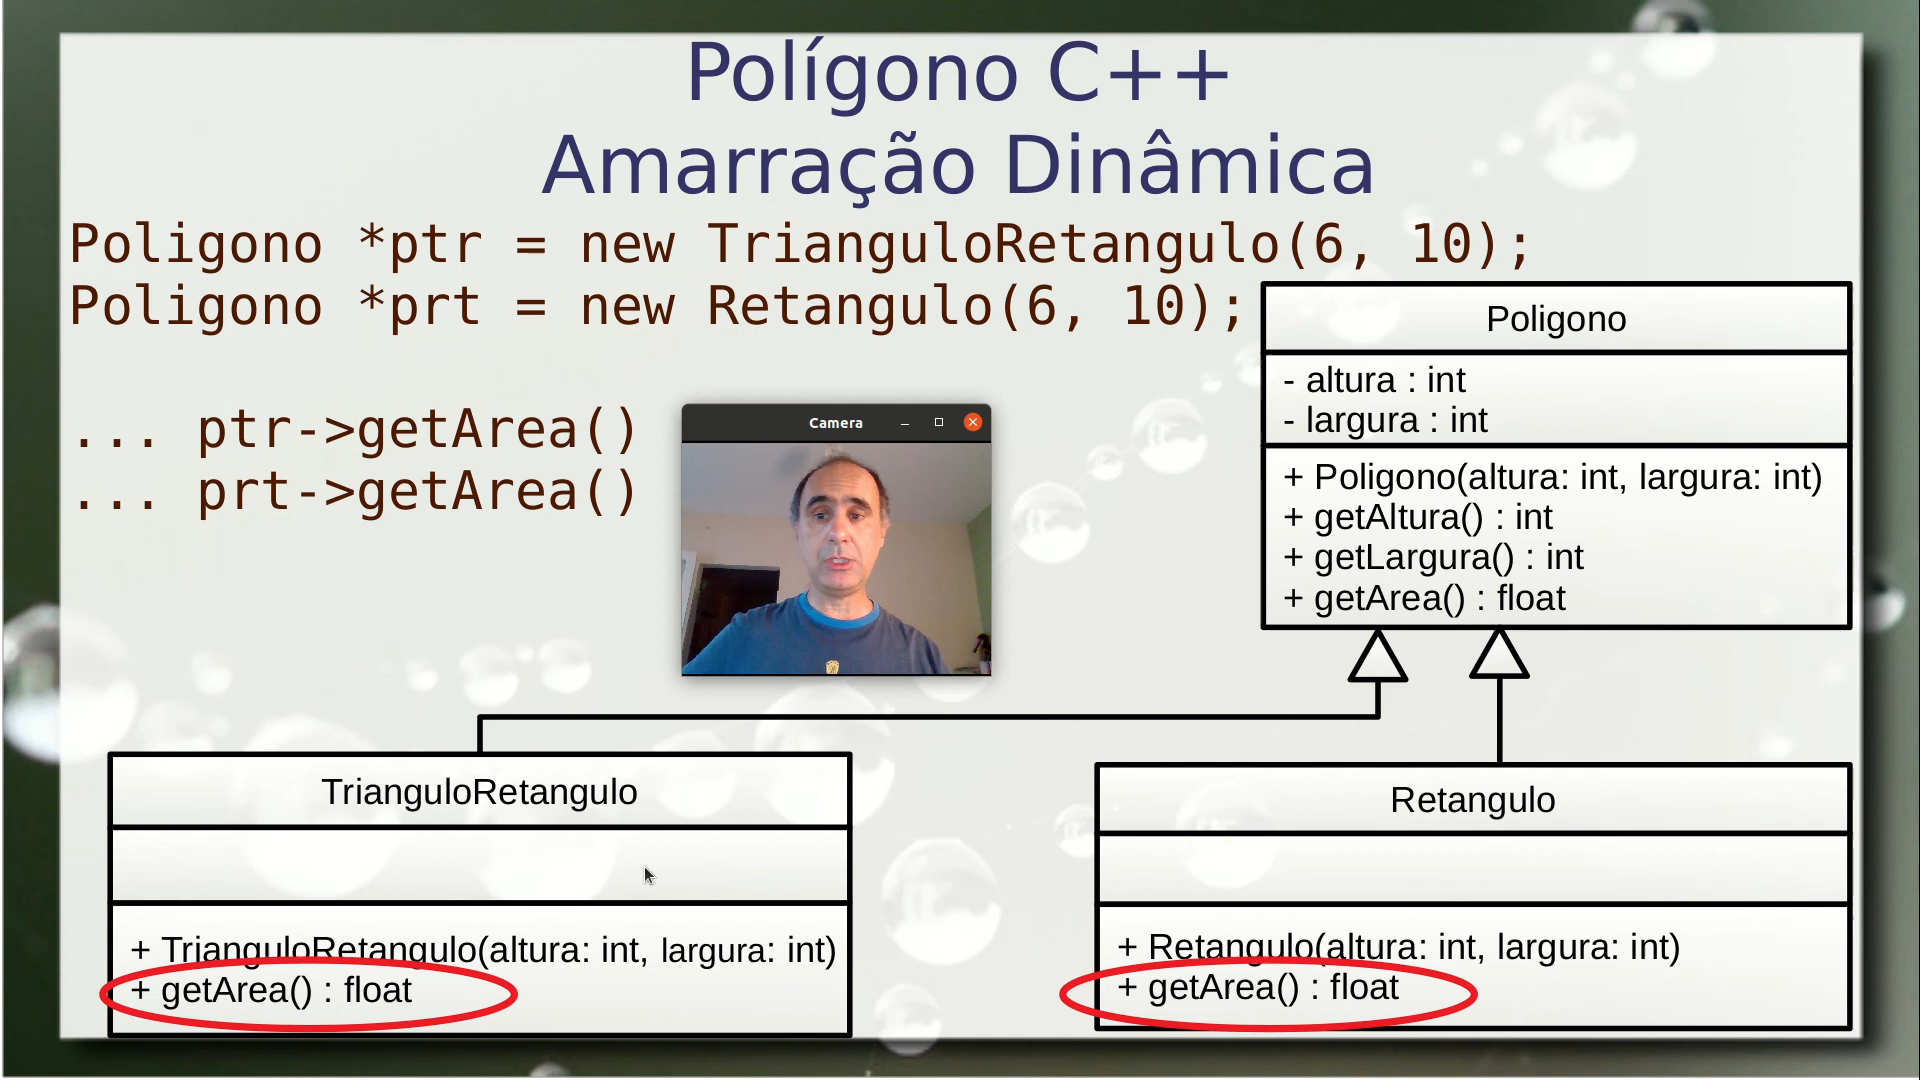 Polígono C++
Amarração Dinâmica
Poligono *ptr = new TrianguloRetangulo(6, 10);
Poligono *prt = new Retangulo(6, 10);
... ptr->getArea()
... prt->getArea()
Camera
Poligono
- altura : int
- largura : int
+ Poligono(altura: int, largura: int)
+ getAltura() : int
+ getLargura() : int
+ getArea() : float
TrianguloRetangulo
+ TrianguloRetangulo(altura: int, largura: int)
+ getArea() : float
Retangulo
+ Retangulo(altura: int, largura: int)
+ getArea() : float